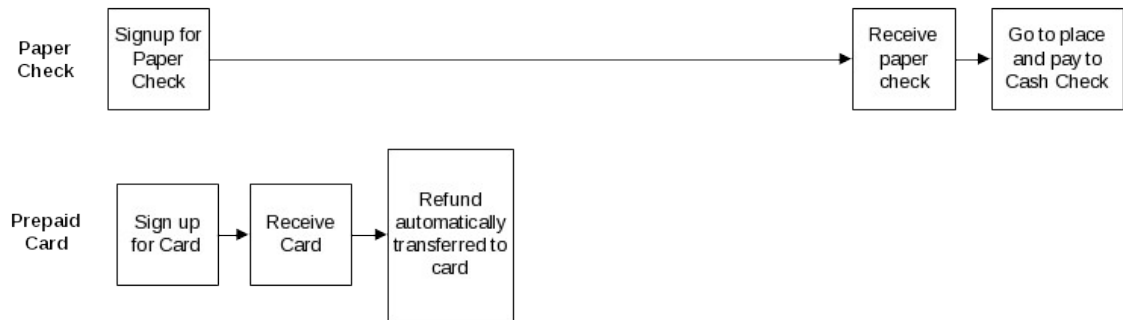 Paper
Check
Signup for
Paper
Check
Receive
paper
check
Go to place
and pay to
Cash Check
Prepaid
Card
Sign up
for Card
Receive
Card
Refund
automatically
transferred to
card